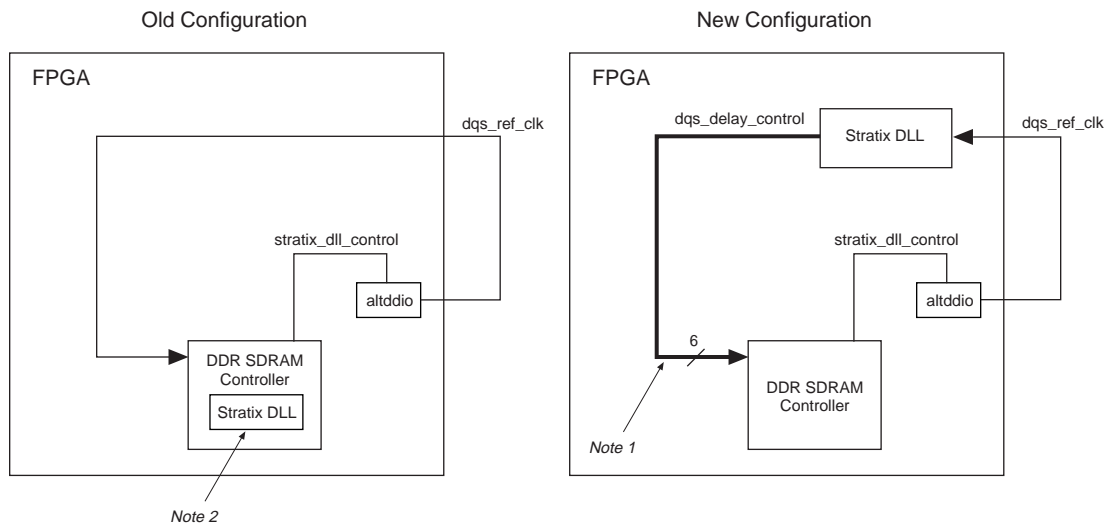 Old Configuration
FPGA
dqs_ref_clk
stratix_dll_control
altddio
DDR SDRAM
Controller
Stratix DLL
Note 2
New Configuration
FPGA
dqs_delay_control
Stratix DLL
dqs_ref_clk
stratix_dll_control
altddio
6
DDR SDRAM
Controller
Note 1